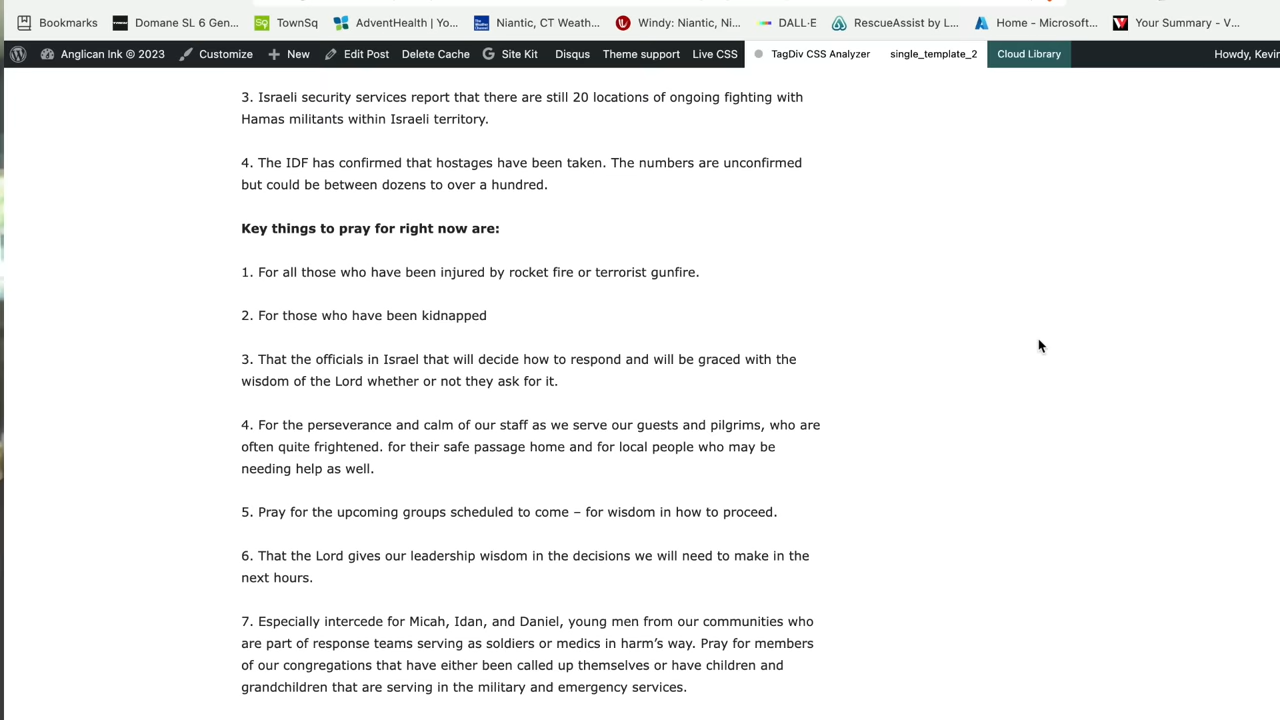 Bookmarks Domane SL 6 Gen... TownSq AdventHealth | Yo... Niantic, CT Weath... Windy: Niantic, Ni... DALL·E RescueAssist by L... Home - Microsoft... Your Summary - V...
Anglican Ink © 2023 Customize New Edit Post Delete Cache Site Kit Disqus Theme support Live CSS TagDiv CSS Analyzer single_template_2 Cloud Library Howdy, Kevin
3. Israeli security services report that there are still 20 locations of ongoing fighting with
Hamas militants within Israeli territory.
4. The IDF has confirmed that hostages have been taken. The numbers are unconfirmed
but could be between dozens to over a hundred.
Key things to pray for right now are:
1. For all those who have been injured by rocket fire or terrorist gunfire.
2. For those who have been kidnapped
3. That the officials in Israel that will decide how to respond and will be graced with the
wisdom of the Lord whether or not they ask for it.
4. For the perseverance and calm of our staff as we serve our guests and pilgrims, who are
often quite frightened. for their safe passage home and for local people who may be
needing help as well.
5. Pray for the upcoming groups scheduled to come – for wisdom in how to proceed.
6. That the Lord gives our leadership wisdom in the decisions we will need to make in the
next hours.
7. Especially intercede for Micah, Idan, and Daniel, young men from our communities who
are part of response teams serving as soldiers or medics in harm's way. Pray for members
of our congregations that have either been called up themselves or have children and
grandchildren that are serving in the military and emergency services.